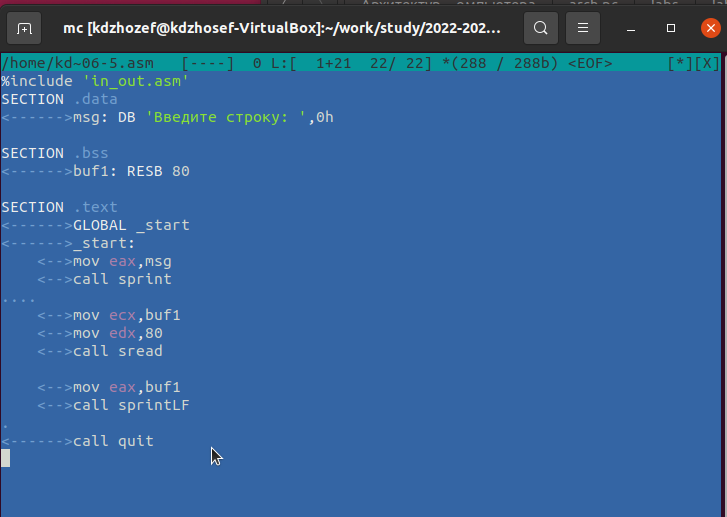 mc [kdzhozef@kdzhosef-VirtualBox]:~/work/study/2022-202...
/home/kd-06-5.asm [----] 0 L:[ 1+21 22/ 22] *(288 / 288b) <EOF> [*][X]
%include 'in_out.asm'
SECTION .data
<------>msg: DB 'Введите строку: ',0h
SECTION .bss
<------>buf1: RESB 80
SECTION .text
<------>GLOBAL _start
<------>_start:
<-->mov eax,msg
<-->call sprint
....
<-->mov ecx,buf1
<-->mov edx,80
<-->call sread
<-->mov eax,buf1
<-->call sprintLF
.
<------>call quit